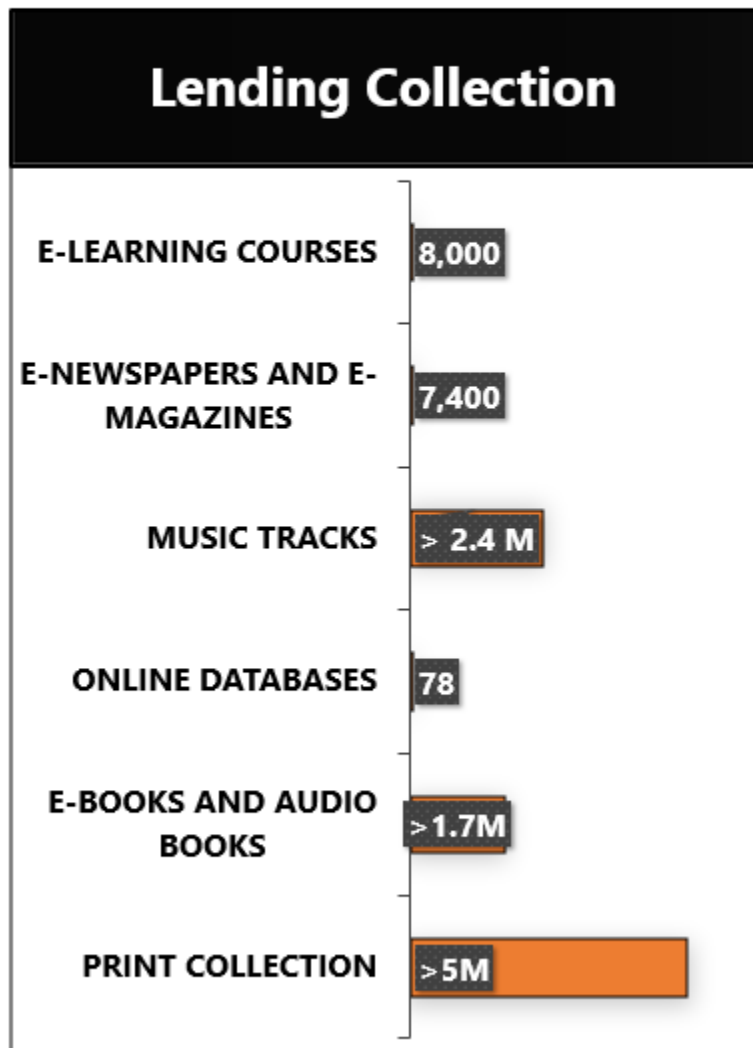 Lending Collection
E-LEARNING COURSES
8,000
E-NEWSPAPERS AND E-
MAGAZINES
7,400
MUSIC TRACKS
> 2.4 M
ONLINE DATABASES
78
E-BOOKS AND AUDIO
BOOKS
>1.7M
PRINT COLLECTION
>5M